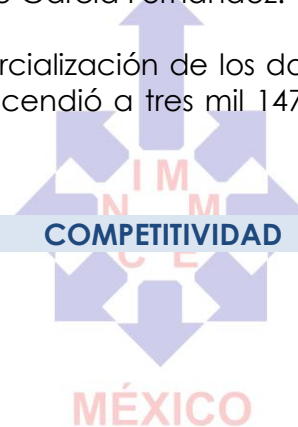 García Fernández.
rcialización de los da
cendió a tres mil 147
I M
N M
COMPETITIVIDAD
C E
MÉXICO